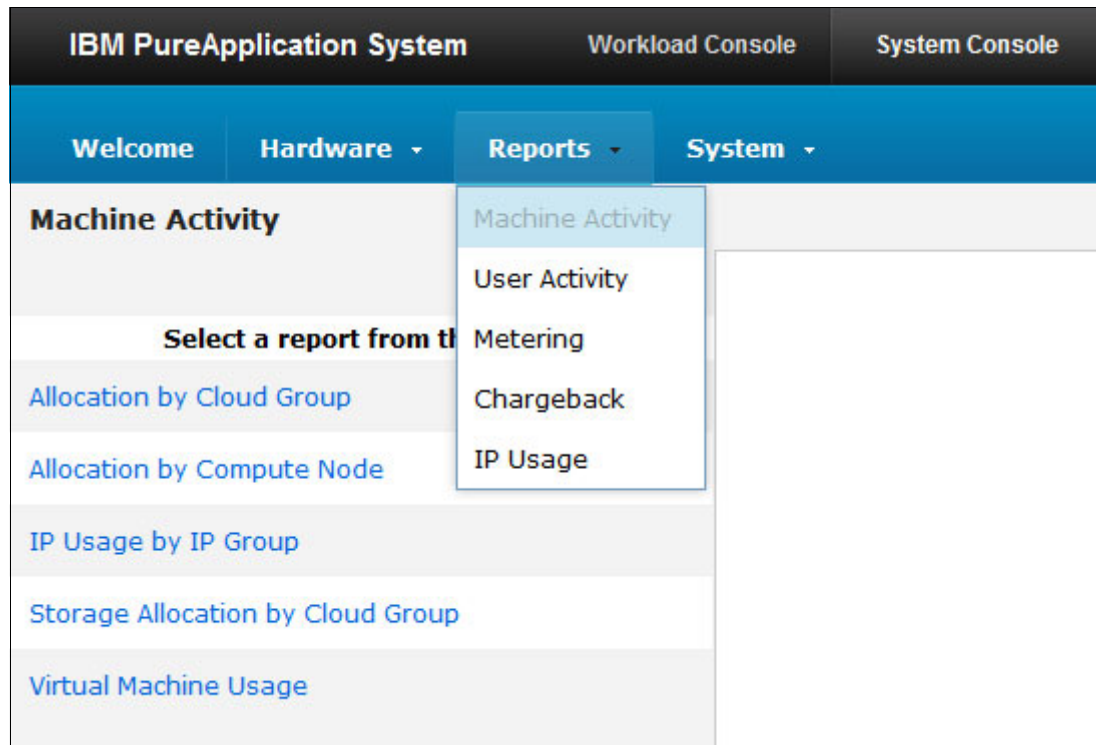 IBM PureApplication System Workload Console System Console
Welcome Hardware Reports System
Machine Activity
Machine Activity
User Activity
Metering
Chargeback
IP Usage
Select a report from
Allocation by Cloud Group
Allocation by Compute Node
IP Usage by IP Group
Storage Allocation by Cloud Group
Virtual Machine Usage